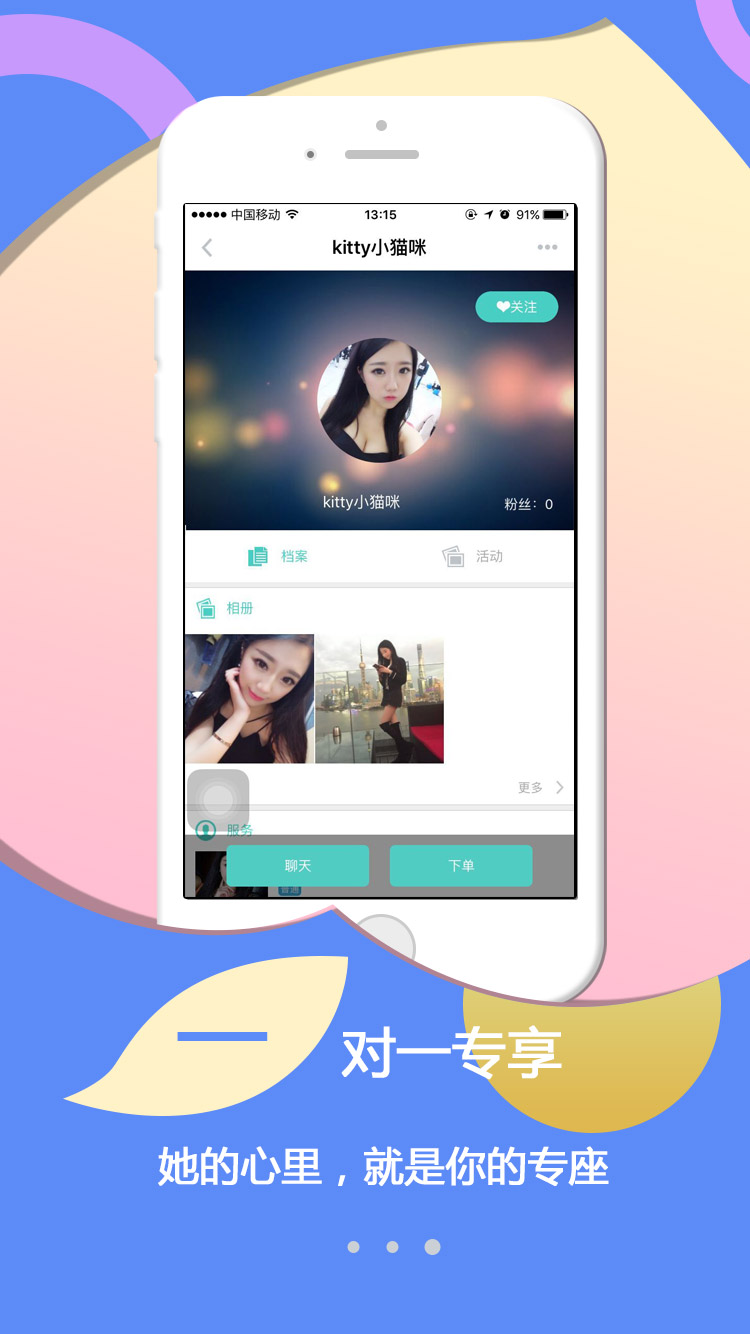 中国移动 13:15 91%
kitty小猫咪
关注
kitty小猫咪
粉丝：0
档案 活动
相册
更多
服务
聊天 下单
普通
一 对一专享
她的心里，就是你的专座